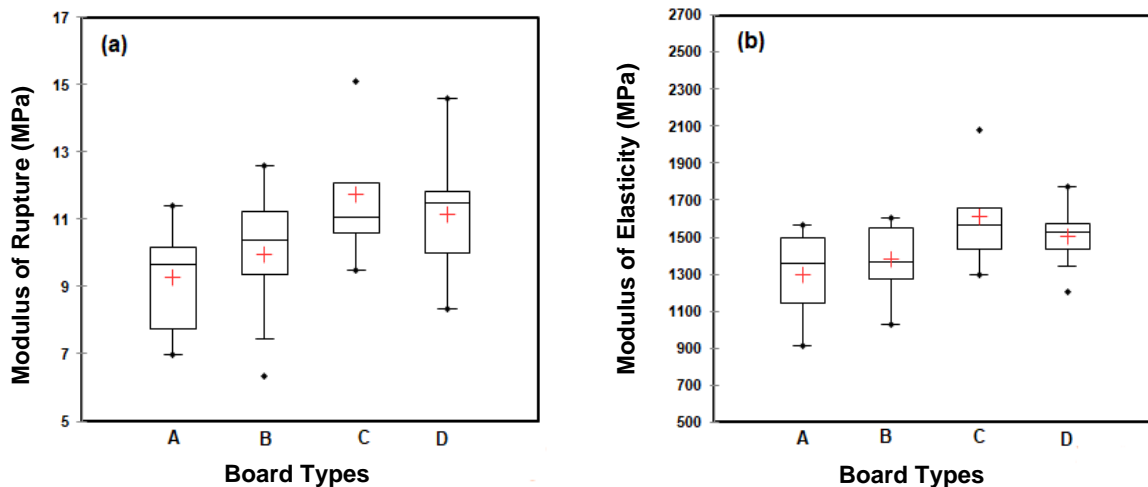 (a)
Modulus of Rupture (MPa)
17
15
13
11
9
7
5
A B C D
Board Types
(b)
Modulus of Elasticity (MPa)
2700
2500
2300
2100
1900
1700
1500
1300
1100
900
700
500
A B C D
Board Types